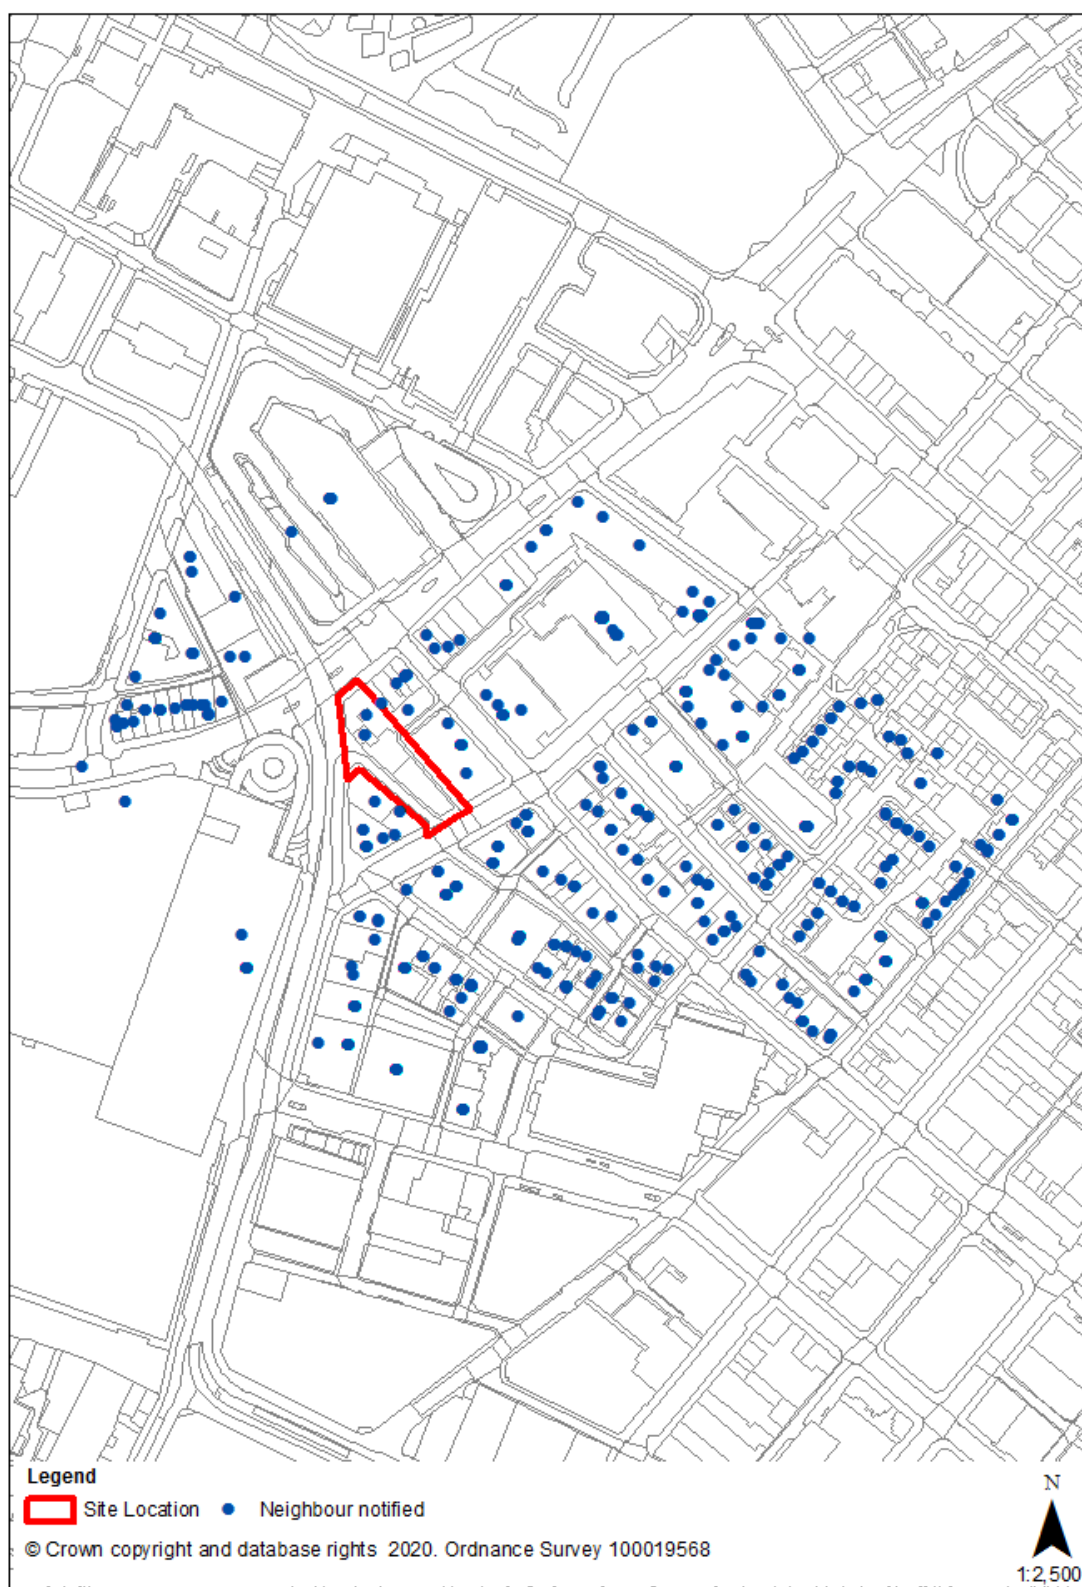 Legend
Site Location
Neighbour notified
N
© Crown copyright and database rights 2020. Ordnance Survey 100019568
1:2,500